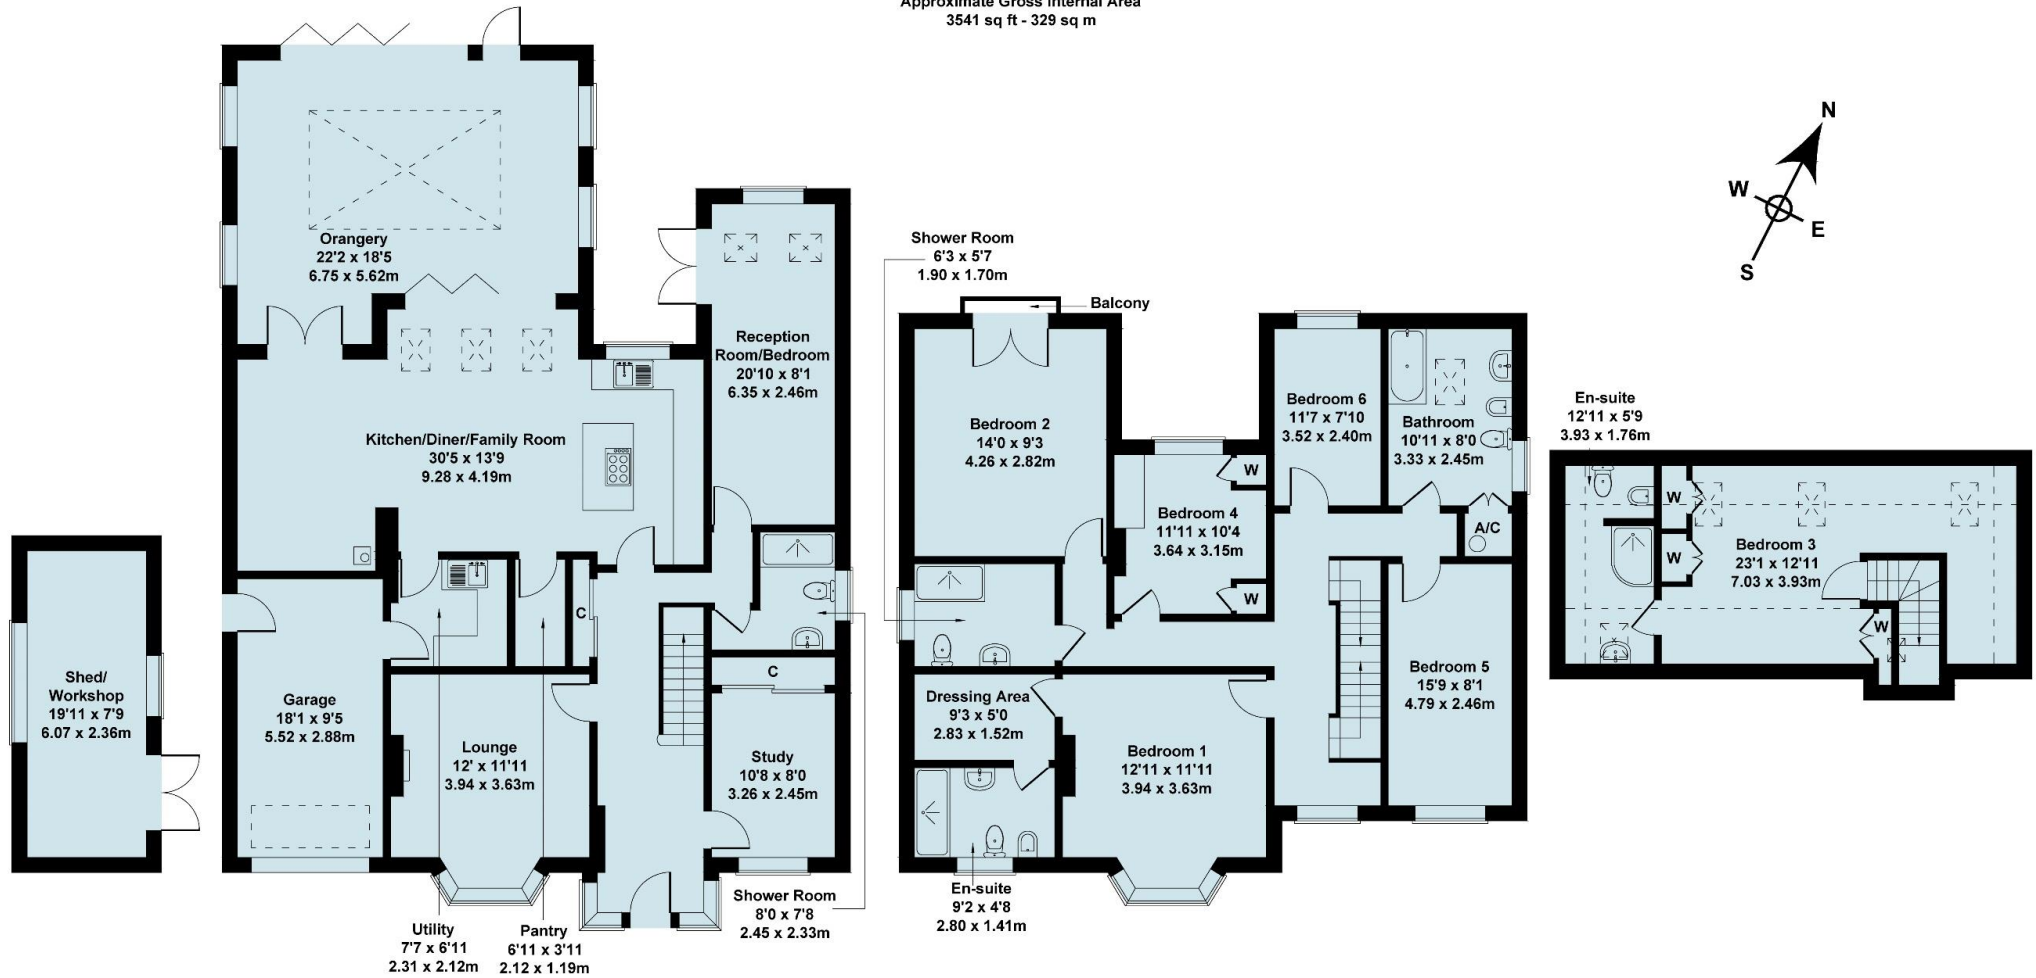 Approximate Gross Internal Area
3541 sq ft - 329 sq m
N
W
E
S
Orangery
22'2 x 18'5
6.75 x 5.62m
Reception
Room/Bedroom
20'10 x 8'1
6.35 x 2.46m
Kitchen/Diner/Family Room
30'5 x 13'9
9.28 x 4.19m
C
C
Shed/
Workshop
19'11 x 7'9
6.07 x 2.36m
Garage
18'1 x 9'5
5.52 x 2.88m
Lounge
12' x 11'11
3.94 x 3.63m
Study
10'8 x 8'0
3.26 x 2.45m
Utility
7'7 x 6'11
2.31 x 2.12m
Pantry
6'11 x 3'11
2.12 x 1.19m
Shower Room
8'0 x 7'8
2.45 x 2.33m
Shower Room
6'3 x 5'7
1.90 x 1.70m
Balcony
Bedroom 2
14'0 x 9'3
4.26 x 2.82m
Bedroom 6
11'7 x 7'10
3.52 x 2.40m
Bathroom
10'11 x 8'0
3.33 x 2.45m
W
Bedroom 4
11'11 x 10'4
3.64 x 3.15m
W
A/C
Dressing Area
9'3 x 5'0
2.83 x 1.52m
Bedroom 1
12'11 x 11'11
3.94 x 3.63m
Bedroom 5
15'9 x 8'1
4.79 x 2.46m
En-suite
9'2 x 4'8
2.80 x 1.41m
En-suite
12'11 x 5'9
3.93 x 1.76m
W
W
Bedroom 3
23'1 x 12'11
7.03 x 3.93m
W